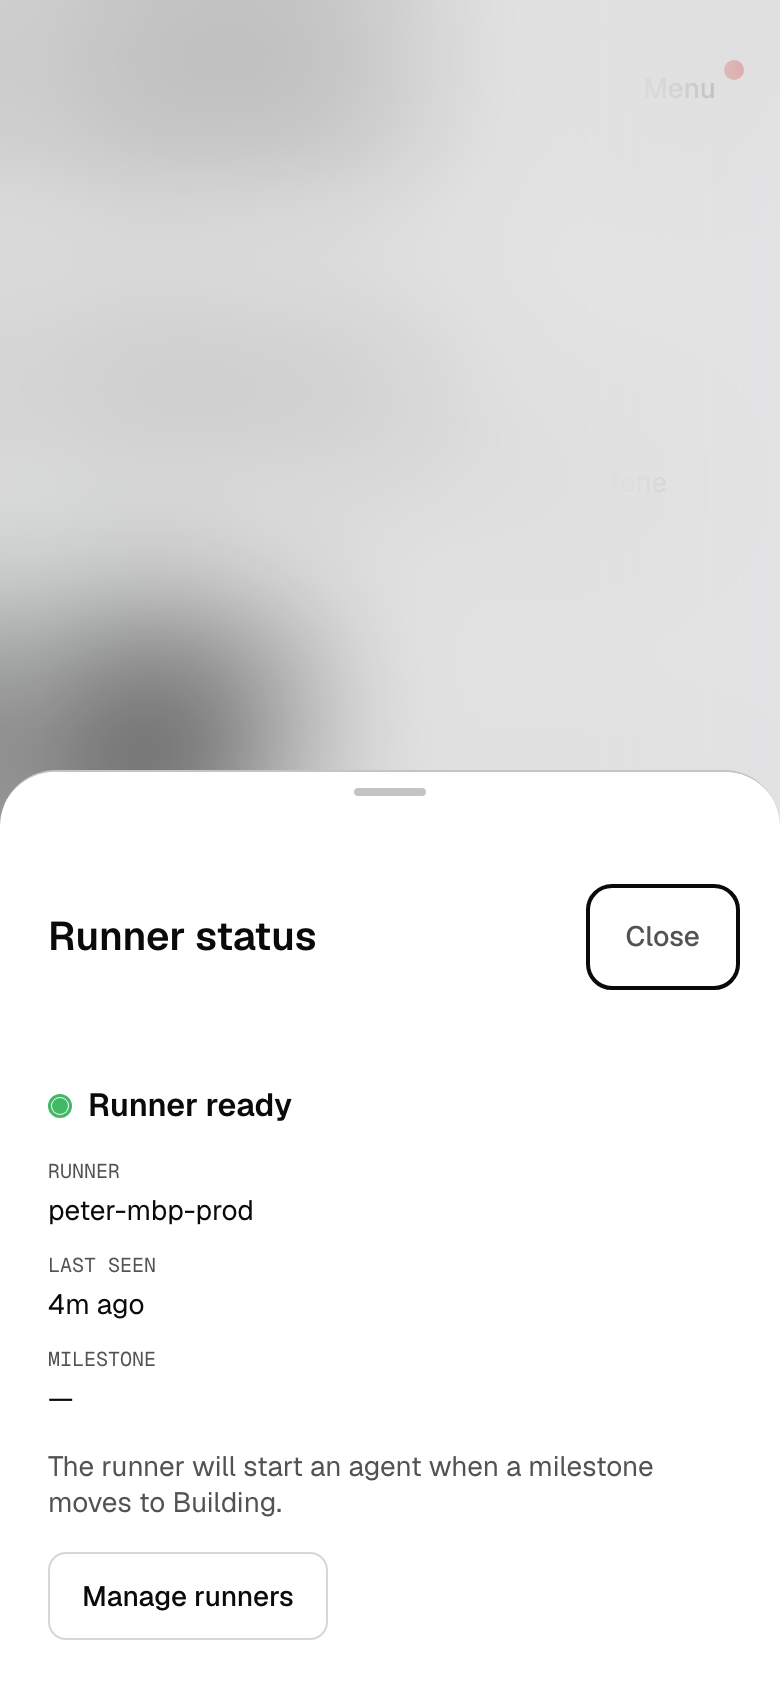 Menu
Runner status
Close
Runner ready
RUNNER
peter-mbp-prod
LAST SEEN
4m ago
MILESTONE
—
The runner will start an agent when a milestone
moves to Building.
Manage runners